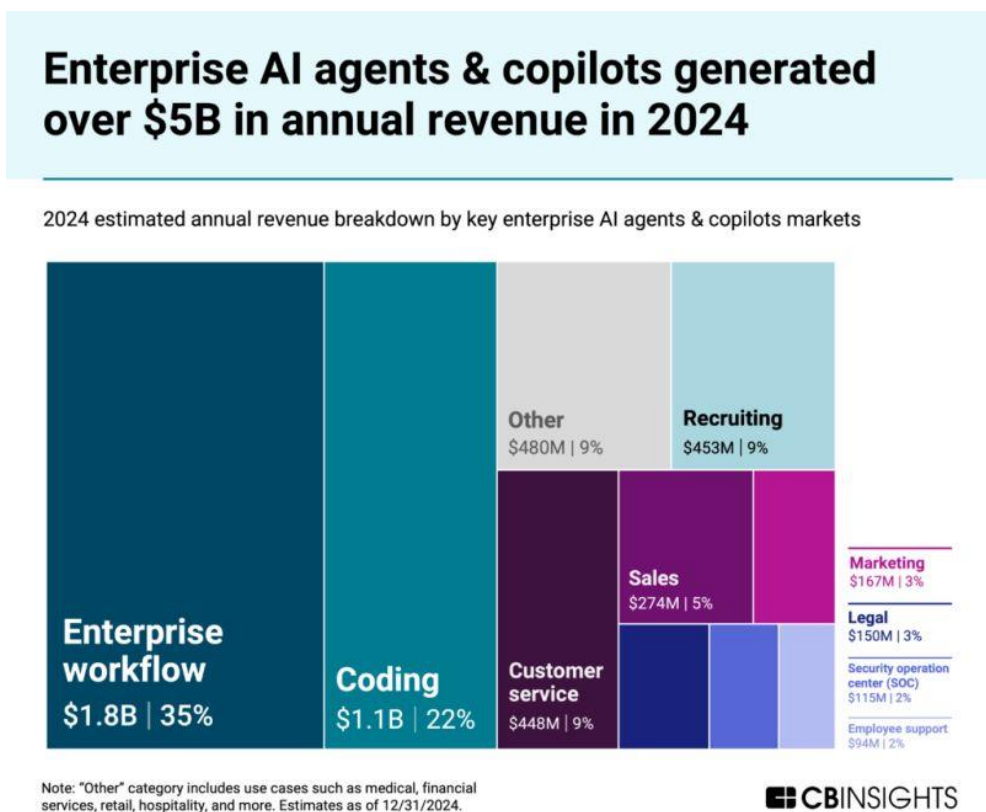 Enterprise AI agents & copilots generated
over $5B in annual revenue in 2024
2024 estimated annual revenue breakdown by key enterprise AI agents & copilots markets
Enterprise
workflow
$1.8B | 35%
Coding
$1.1B | 22%
Other
$480M | 9%
Recruiting
$453M | 9%
Customer
service
$448M | 9%
Sales
$274M | 5%
Marketing
$167M | 3%
Legal
$150M | 3%
Security operation
center (SOC)
$115M | 2%
Employee support
$94M | 2%
Note: "Other" category includes use cases such as medical, financial
services, retail, hospitality, and more. Estimates as of 12/31/2024.
CBINSIGHTS